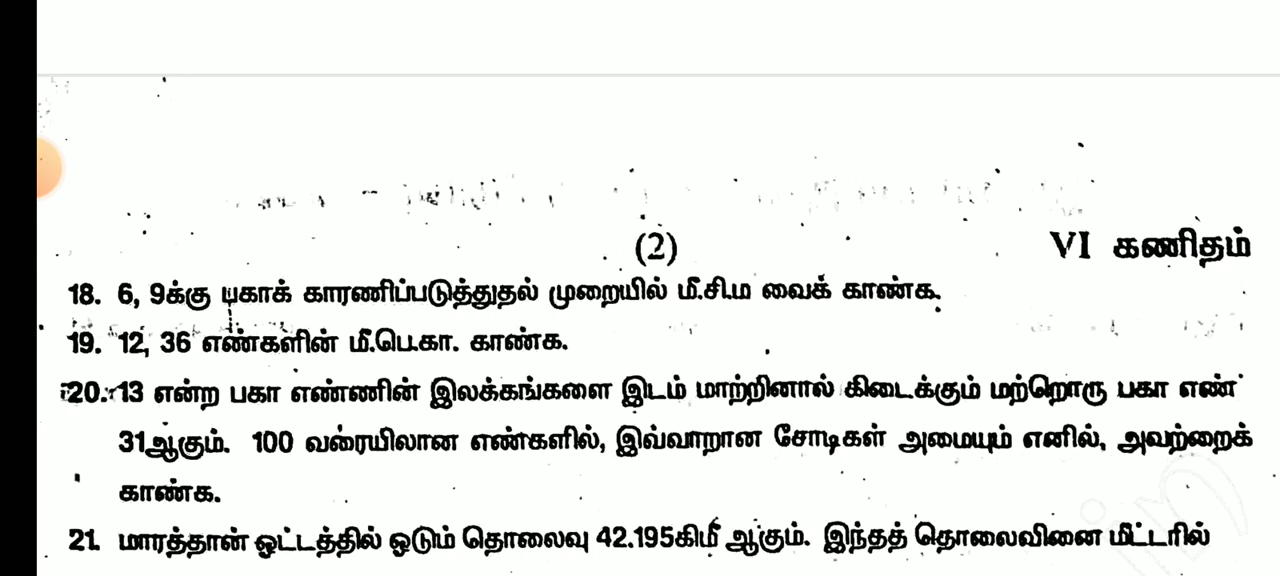 (2)
VI கணிதம்
18. 6, 9க்கு பகாக் காரணிப்படுத்துதல் முறையில் மீ.சி.ம வைக் காண்க.
19. 12, 36 எண்களின் மீ.பெ.கா. காண்க.
20. 13 என்ற பகா எண்ணின் இலக்கங்களை இடம் மாற்றினால் கிடைக்கும் மற்றொரு பகா எண்
31ஆகும். 100 வரையிலான எண்களில், இவ்வாறான சோடிகள் அமையும் எனில், அவற்றைக்
காண்க.
21. மாரத்தான் ஓட்டத்தில் ஓடும் தொலைவு 42.195கிமீ ஆகும். இந்தத் தொலைவினை மீட்டரில்